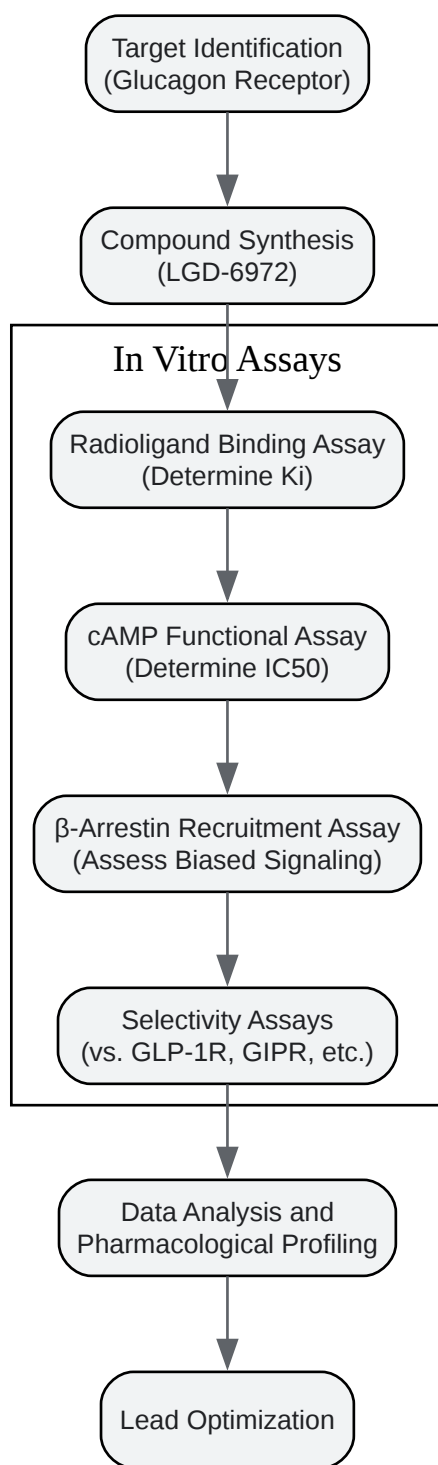 Target Identification
(Glucagon Receptor)
Compound Synthesis
(LGD-6972)
In Vitro Assays
Radioligand Binding Assay
(Determine Ki)
cAMP Functional Assay
(Determine IC50)
β-Arrestin Recruitment Assay
(Assess Biased Signaling)
Selectivity Assays
(vs. GLP-1R, GIPR, etc.)
Data Analysis and
Pharmacological Profiling
Lead Optimization